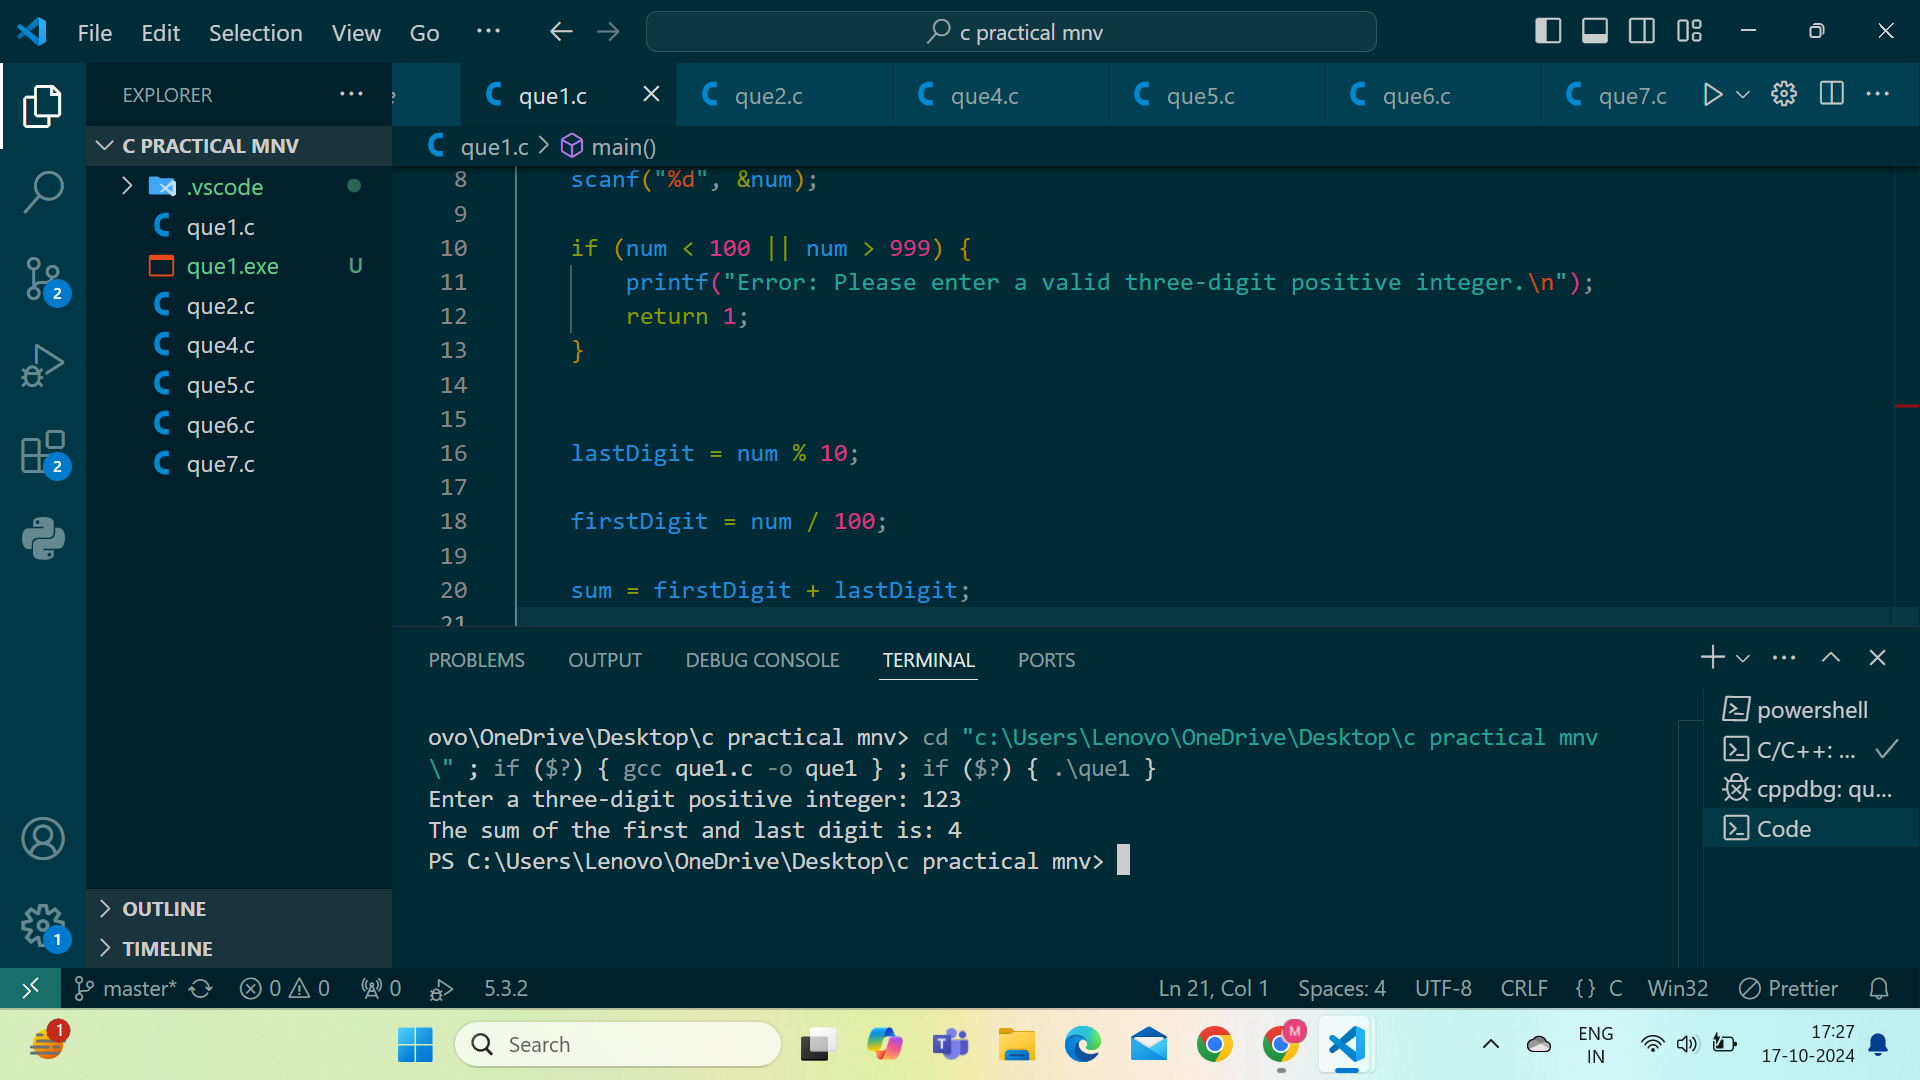 File Edit Selection View Go ··· c practical mnv
EXPLORER ···
que1.c que2.c que4.c que5.c que6.c que7.c
C PRACTICAL MNV
que1.c > main()
.vscode
que1.c
que1.exe U
que2.c
que4.c
que5.c
que6.c
que7.c
8 scanf("%d", &num);
9
10 if (num < 100 || num > 999) {
11 printf("Error: Please enter a valid three-digit positive integer.\n");
12 return 1;
13 }
14
15
16 lastDigit = num % 10;
17
18 firstDigit = num / 100;
19
20 sum = firstDigit + lastDigit;
21
2
2
1
PROBLEMS OUTPUT DEBUG CONSOLE TERMINAL PORTS
ovo\OneDrive\Desktop\c practical mnv> cd "c:\Users\Lenovo\OneDrive\Desktop\c practical mnv
\" ; if ($?) { gcc que1.c -o que1 } ; if ($?) { .\que1 }
Enter a three-digit positive integer: 123
The sum of the first and last digit is: 4
PS C:\Users\Lenovo\OneDrive\Desktop\c practical mnv>
powershell
C/C++: ...
cppdbg: qu...
Code
OUTLINE
TIMELINE
master* 0 0 0 5.3.2 Ln 21, Col 1 Spaces: 4 UTF-8 CRLF {} C Win32 Prettier
1 Search M ENG
IN
17:27
17-10-2024